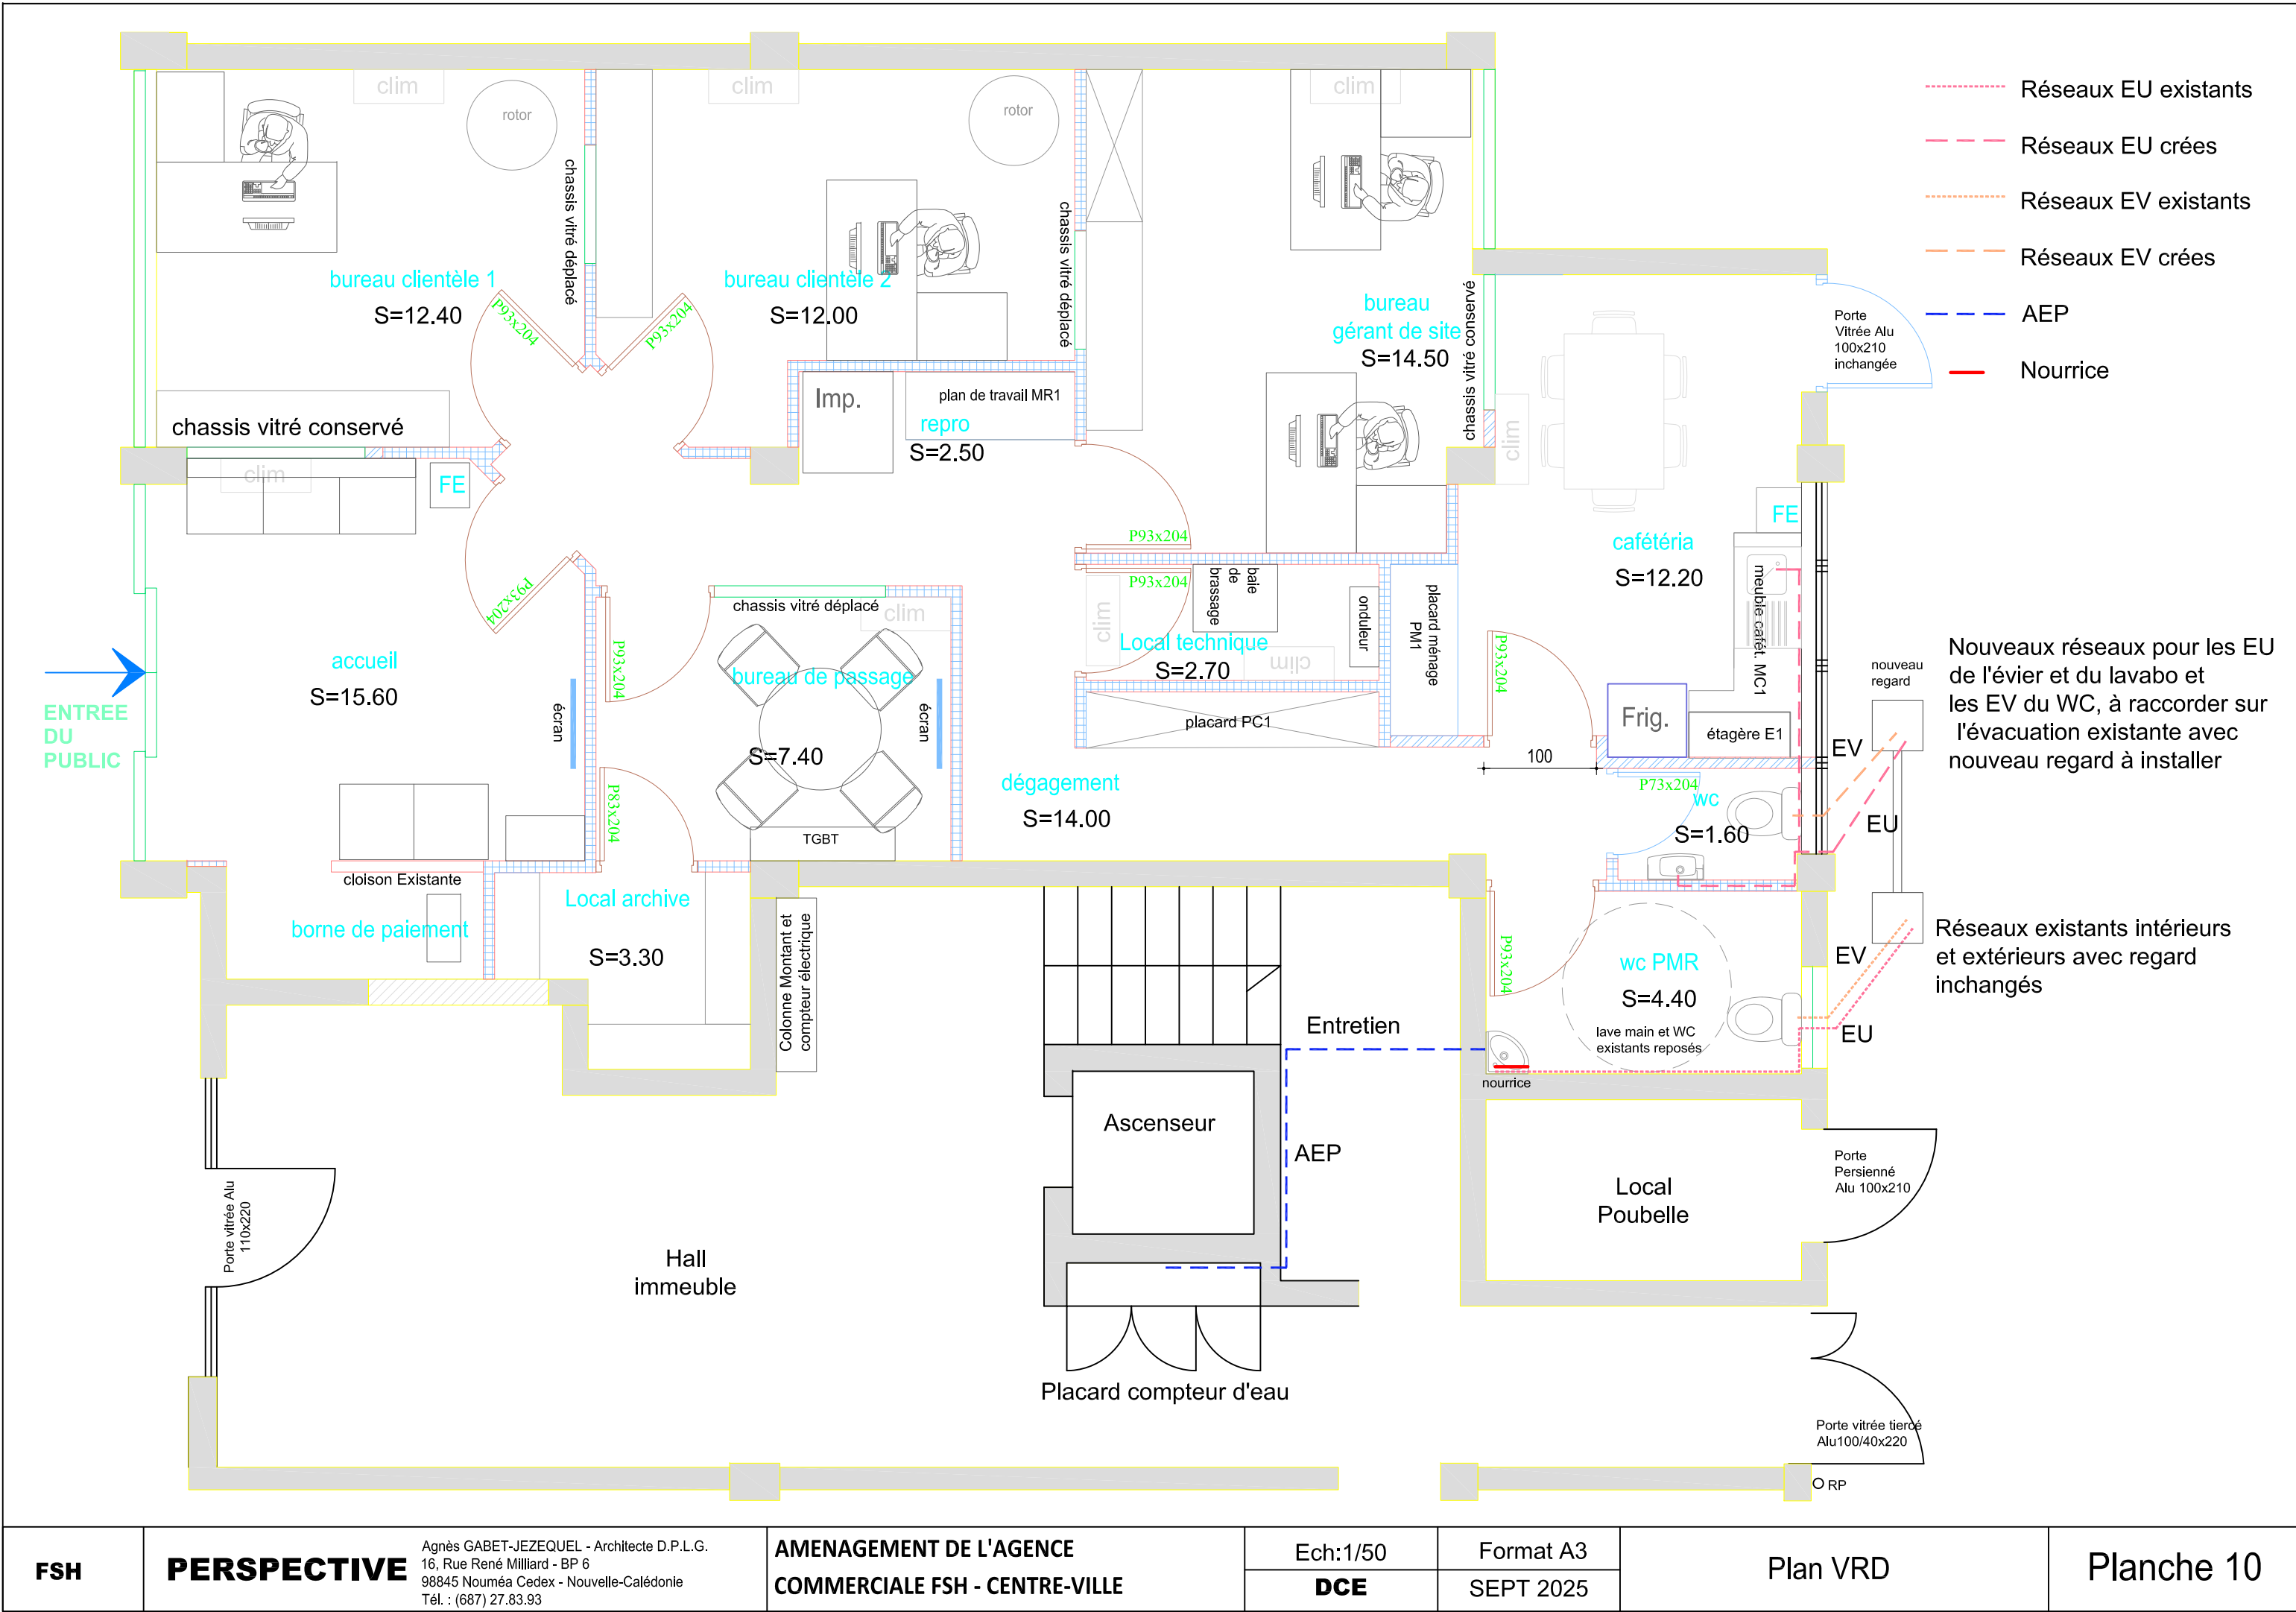 clim
rotor
chassis vitré déplacé
bureau clientèle 1
S=12.40
P93x204
chassis vitré conservé
clim
rotor
chassis vitré déplacé
bureau clientèle 2
S=12.00
P93x204
Imp.
plan de travail MR1
repro
S=2.50
clim
bureau
gérant de site
S=14.50
chassis vitré conservé
P93x204
Porte
Vitrée Alu
100x210
inchangée
clim
FE
cafétéria
S=12.20
meuble cafét. MC1
Frig.
étagère E1
P93x204
100
Réseaux EU existants
Réseaux EU crées
Réseaux EV existants
Réseaux EV crées
AEP
Nourrice
clim
FE
P93x204
accueil
S=15.60
écran
ENTREE
DU
PUBLIC
chassis vitré déplacé
clim
P93x204
bureau de passage
S=7.40
écran
TGBT
P83x204
P93x204
clim
baie
de
brassage
onduleur
Local technique
S=2.70
clim
placard ménage
PM1
placard PC1
dégagement
S=14.00
P73x204
wc
S=1.60
nouveau
regard
EV
EU
Nouveaux réseaux pour les EU
de l'évier et du lavabo et
les EV du WC, à raccorder sur
l'évacuation existante avec
nouveau regard à installer
cloison Existante
borne de paiement
Local archive
S=3.30
Colonne Montant et
compteur électrique
P93x204
wc PMR
S=4.40
lave main et WC
existants reposés
nourrice
EV
EU
Réseaux existants intérieurs
et extérieurs avec regard
inchangés
Entretien
Ascenseur
AEP
Local
Poubelle
Porte
Persienné
Alu 100x210
Porte vitrée Alu
110x220
Hall
immeuble
Placard compteur d'eau
Porte vitrée tiercé
Alu100/40x220
RP
FSH
PERSPECTIVE
Agnès GABET-JEZEQUEL - Architecte D.P.L.G.
16, Rue René Milliard - BP 6
98845 Nouméa Cedex - Nouvelle-Calédonie
Tél. : (687) 27.83.93
AMENAGEMENT DE L'AGENCE
COMMERCIALE FSH - CENTRE-VILLE
Ech:1/50
DCE
Format A3
SEPT 2025
Plan VRD
Planche 10